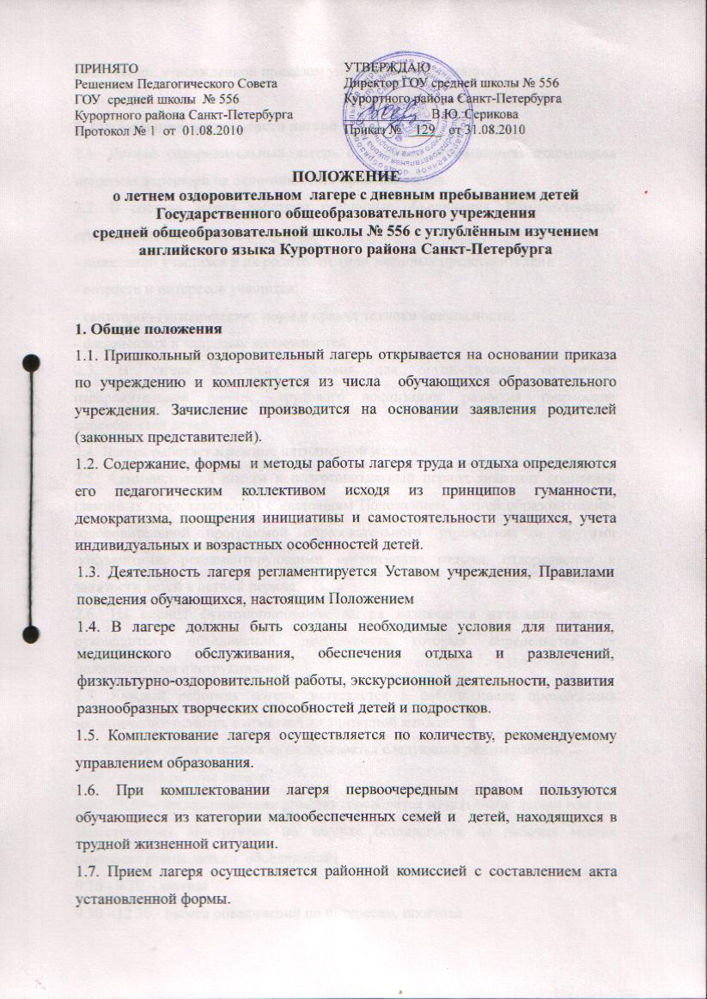 ПРИНЯТО
Решением Педагогического Совета
ГОУ средней школы № 556
Курортного района Санкт-Петербурга
Протокол № 1 от 01.08.2010
УТВЕРЖДАЮ
Директор ГОУ средней школы № 556
Курортного района Санкт-Петербурга
В.Ю. Серикова
Приказ № 129 от 31.08.2010
ПОЛОЖЕНИЕ
о летнем оздоровительном лагере с дневным пребыванием детей
Государственного общеобразовательного учреждения
средней общеобразовательной школы № 556 с углублённым изучением
английского языка Курортного района Санкт-Петербурга
1. Общие положения
1.1. Пришкольный оздоровительный лагерь открывается на основании приказа
по учреждению и комплектуется из числа обучающихся образовательного
учреждения. Зачисление производится на основании заявления родителей
(законных представителей).
1.2. Содержание, формы и методы работы лагеря труда и отдыха определяются
его педагогическим коллективом исходя из принципов гуманности,
демократизма, поощрения инициативы и самостоятельности учащихся, учета
индивидуальных и возрастных особенностей детей.
1.3. Деятельность лагеря регламентируется Уставом учреждения, Правилами
поведения обучающихся, настоящим Положением
1.4. В лагере должны быть созданы необходимые условия для питания,
медицинского обслуживания, обеспечения отдыха и развлечений,
физкультурно-оздоровительной работы, экскурсионной деятельности, развития
разнообразных творческих способностей детей и подростков.
1.5. Комплектование лагеря осуществляется по количеству, рекомендуемому
управлением образования.
1.6. При комплектовании лагеря первоочередным правом пользуются
обучающиеся из категории малообеспеченных семей и детей, находящихся в
трудной жизненной ситуации.
1.7. Прием лагеря осуществляется районной комиссией с составлением акта
установленной формы.